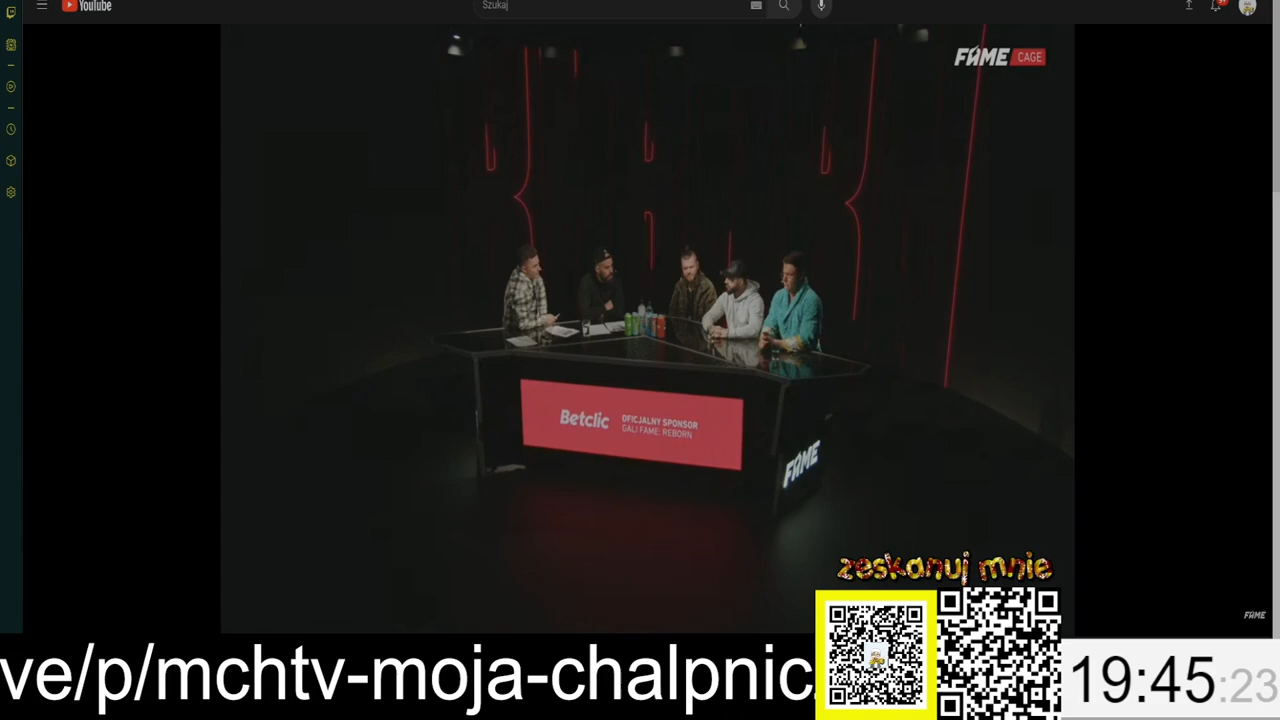 YouTube
Szukaj
9+
FAME CAGE
Betclic
OFICJALNY SPONSOR
GALI FAME: REBORN
FAME
zeskanuj mnie
FAME
ve/p/mchtv-moja-chalpnic
19:45:23